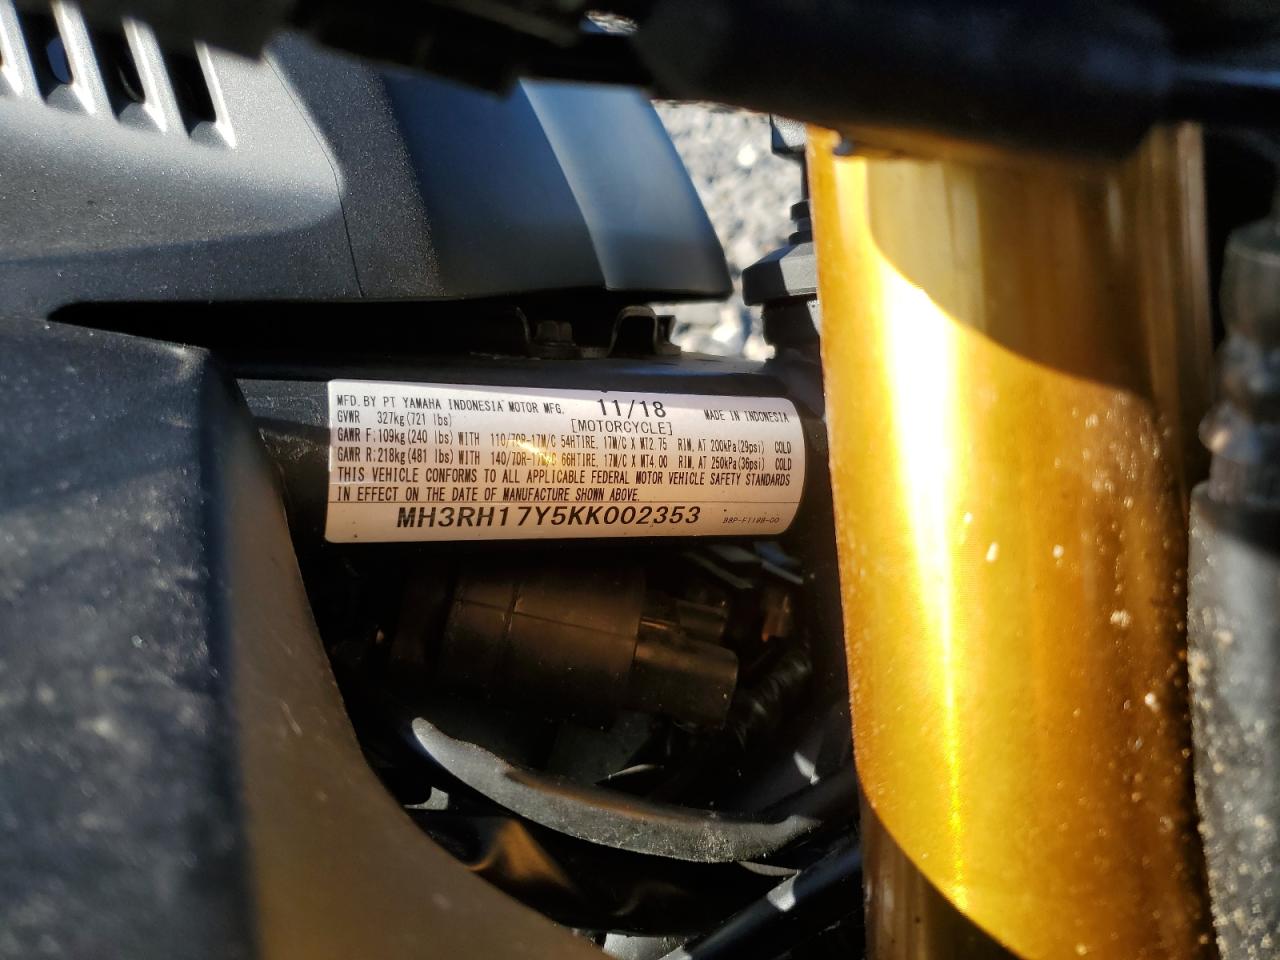 MFD. BY PT YAMAHA INDONESIA MOTOR MFG. 11/18 MADE IN INDONESIA
GVWR 327kg(721 lbs) [MOTORCYCLE]
GAWR F:109kg(240 lbs) WITH 110/70R-17M/C 54HTIRE, 17M/C X MT2.75 RIM, AT 200kPa(29psi) COLD
GAWR R:218kg(481 lbs) WITH 140/70R-17M/C 66HTIRE, 17M/C X MT4.00 RIM, AT 250kPa(36psi) COLD
THIS VEHICLE CONFORMS TO ALL APPLICABLE FEDERAL MOTOR VEHICLE SAFETY STANDARDS
IN EFFECT ON THE DATE OF MANUFACTURE SHOWN ABOVE.
MH3RH17Y5KK002353